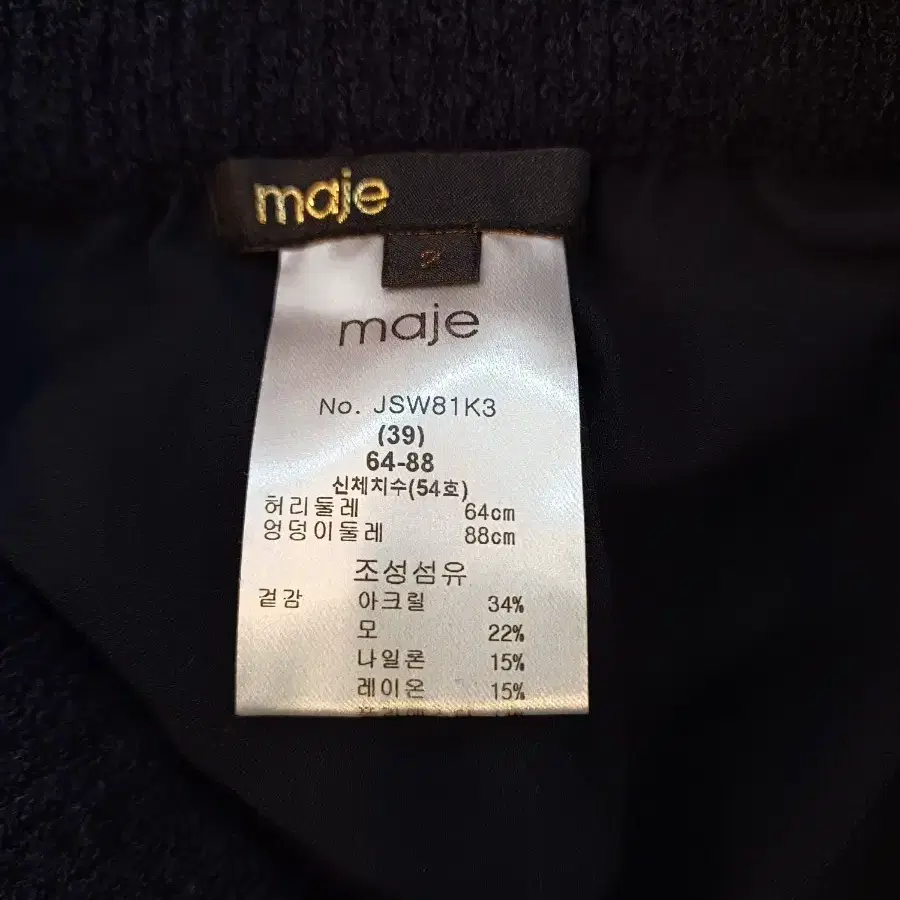 maje
2
maje
No. JSW81K3
(39)
64-88
신체치수(54호)
허리둘레 64cm
엉덩이둘레 88cm
조성섬유
겉감 아크릴 34%
모 22%
나일론 15%
레이온 15%